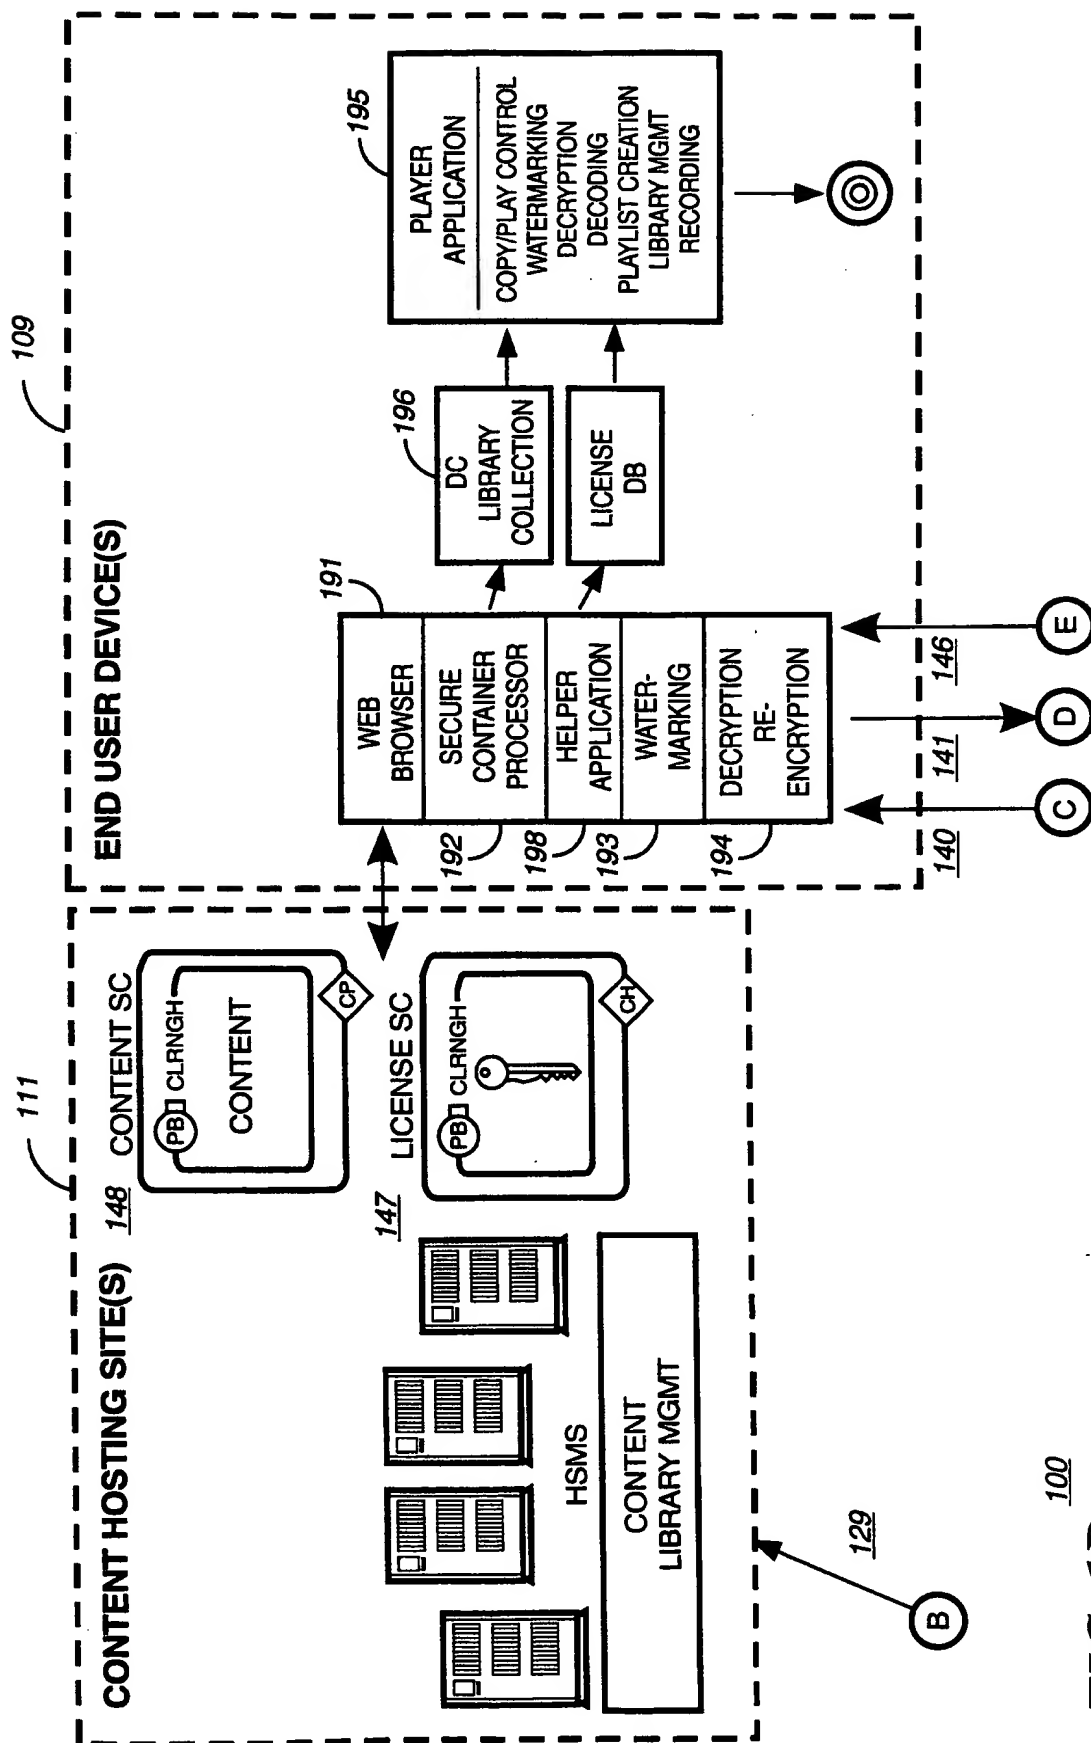 109
END USER DEVICE(S)
191
WEB
BROWSER
SECURE
CONTAINER
PROCESSOR
HELPER
APPLICATION
WATER-
MARKING
DECRYPTION
RE-
ENCRYPTION
192
198
193
194
196
DC
LIBRARY
COLLECTION
LICENSE
DB
195
PLAYER
APPLICATION
COPY/PLAY CONTROL
WATERMARKING
DECRYPTION
DECODING
PLAYLIST CREATION
LIBRARY MGMT
RECORDING
140
141
146
C
D
E
111
CONTENT HOSTING SITE(S)
148
CONTENT SC
PB
CLRNGH
CONTENT
CP
147
LICENSE SC
PB
CLRNGH
CH
HSMS
CONTENT
LIBRARY MGMT
129
B
100